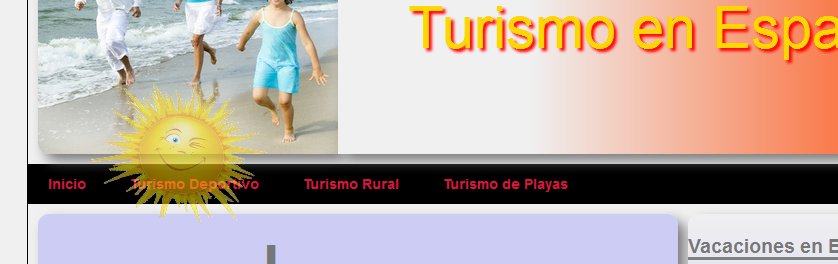 Turismo en Espa
Inicio Turismo Deportivo Turismo Rural Turismo de Playas
Vacaciones en E